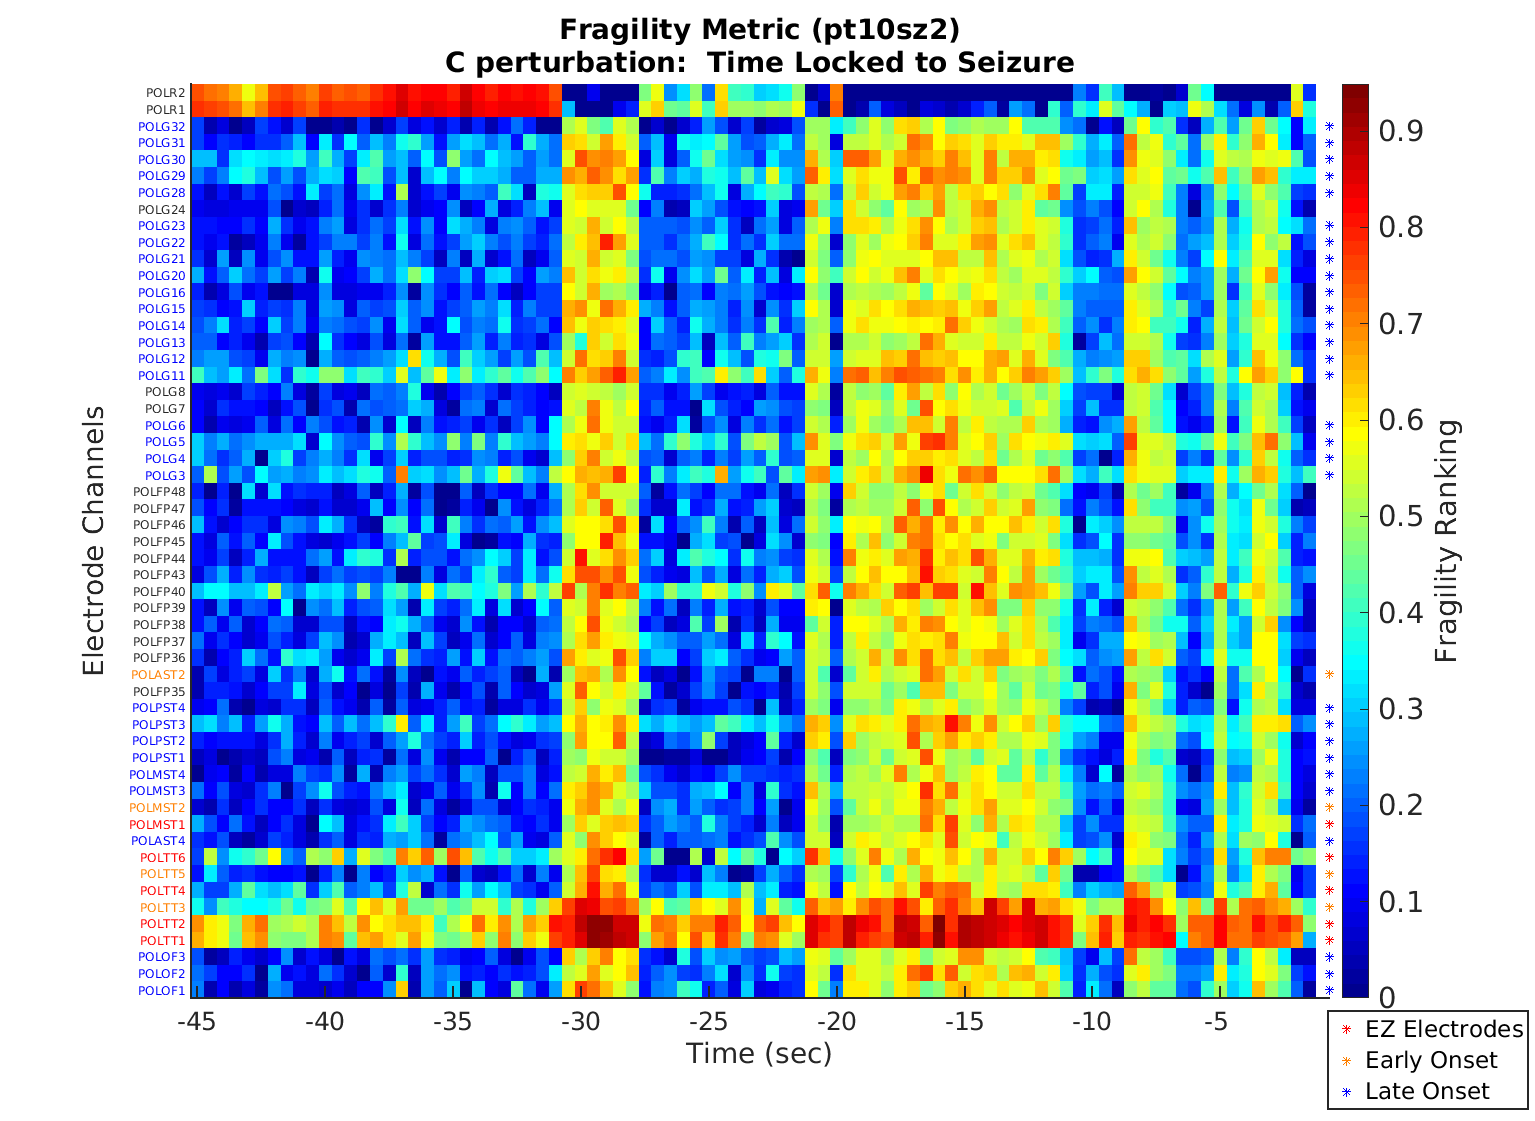 Fragility Metric (pt10sz2)
C perturbation:  Time Locked to Seizure
Electrode Channels
POLR2
POLR1
POLG32
POLG31
POLG30
POLG29
POLG28
POLG24
POLG23
POLG22
POLG21
POLG20
POLG16
POLG15
POLG14
POLG13
POLG12
POLG11
POLG8
POLG7
POLG6
POLG5
POLG4
POLG3
POLFP48
POLFP47
POLFP46
POLFP45
POLFP44
POLFP43
POLFP40
POLFP39
POLFP38
POLFP37
POLFP36
POLAST2
POLFP35
POLPST4
POLPST3
POLPST2
POLPST1
POLMST4
POLMST3
POLMST2
POLMST1
POLAST4
POLTT6
POLTT5
POLTT4
POLTT3
POLTT2
POLTT1
POLOF3
POLOF2
POLOF1
-45 -40 -35 -30 -25 -20 -15 -10 -5
Time (sec)
0.9
0.8
0.7
0.6
0.5
0.4
0.3
0.2
0.1
0
Fragility Ranking
EZ Electrodes
Early Onset
Late Onset